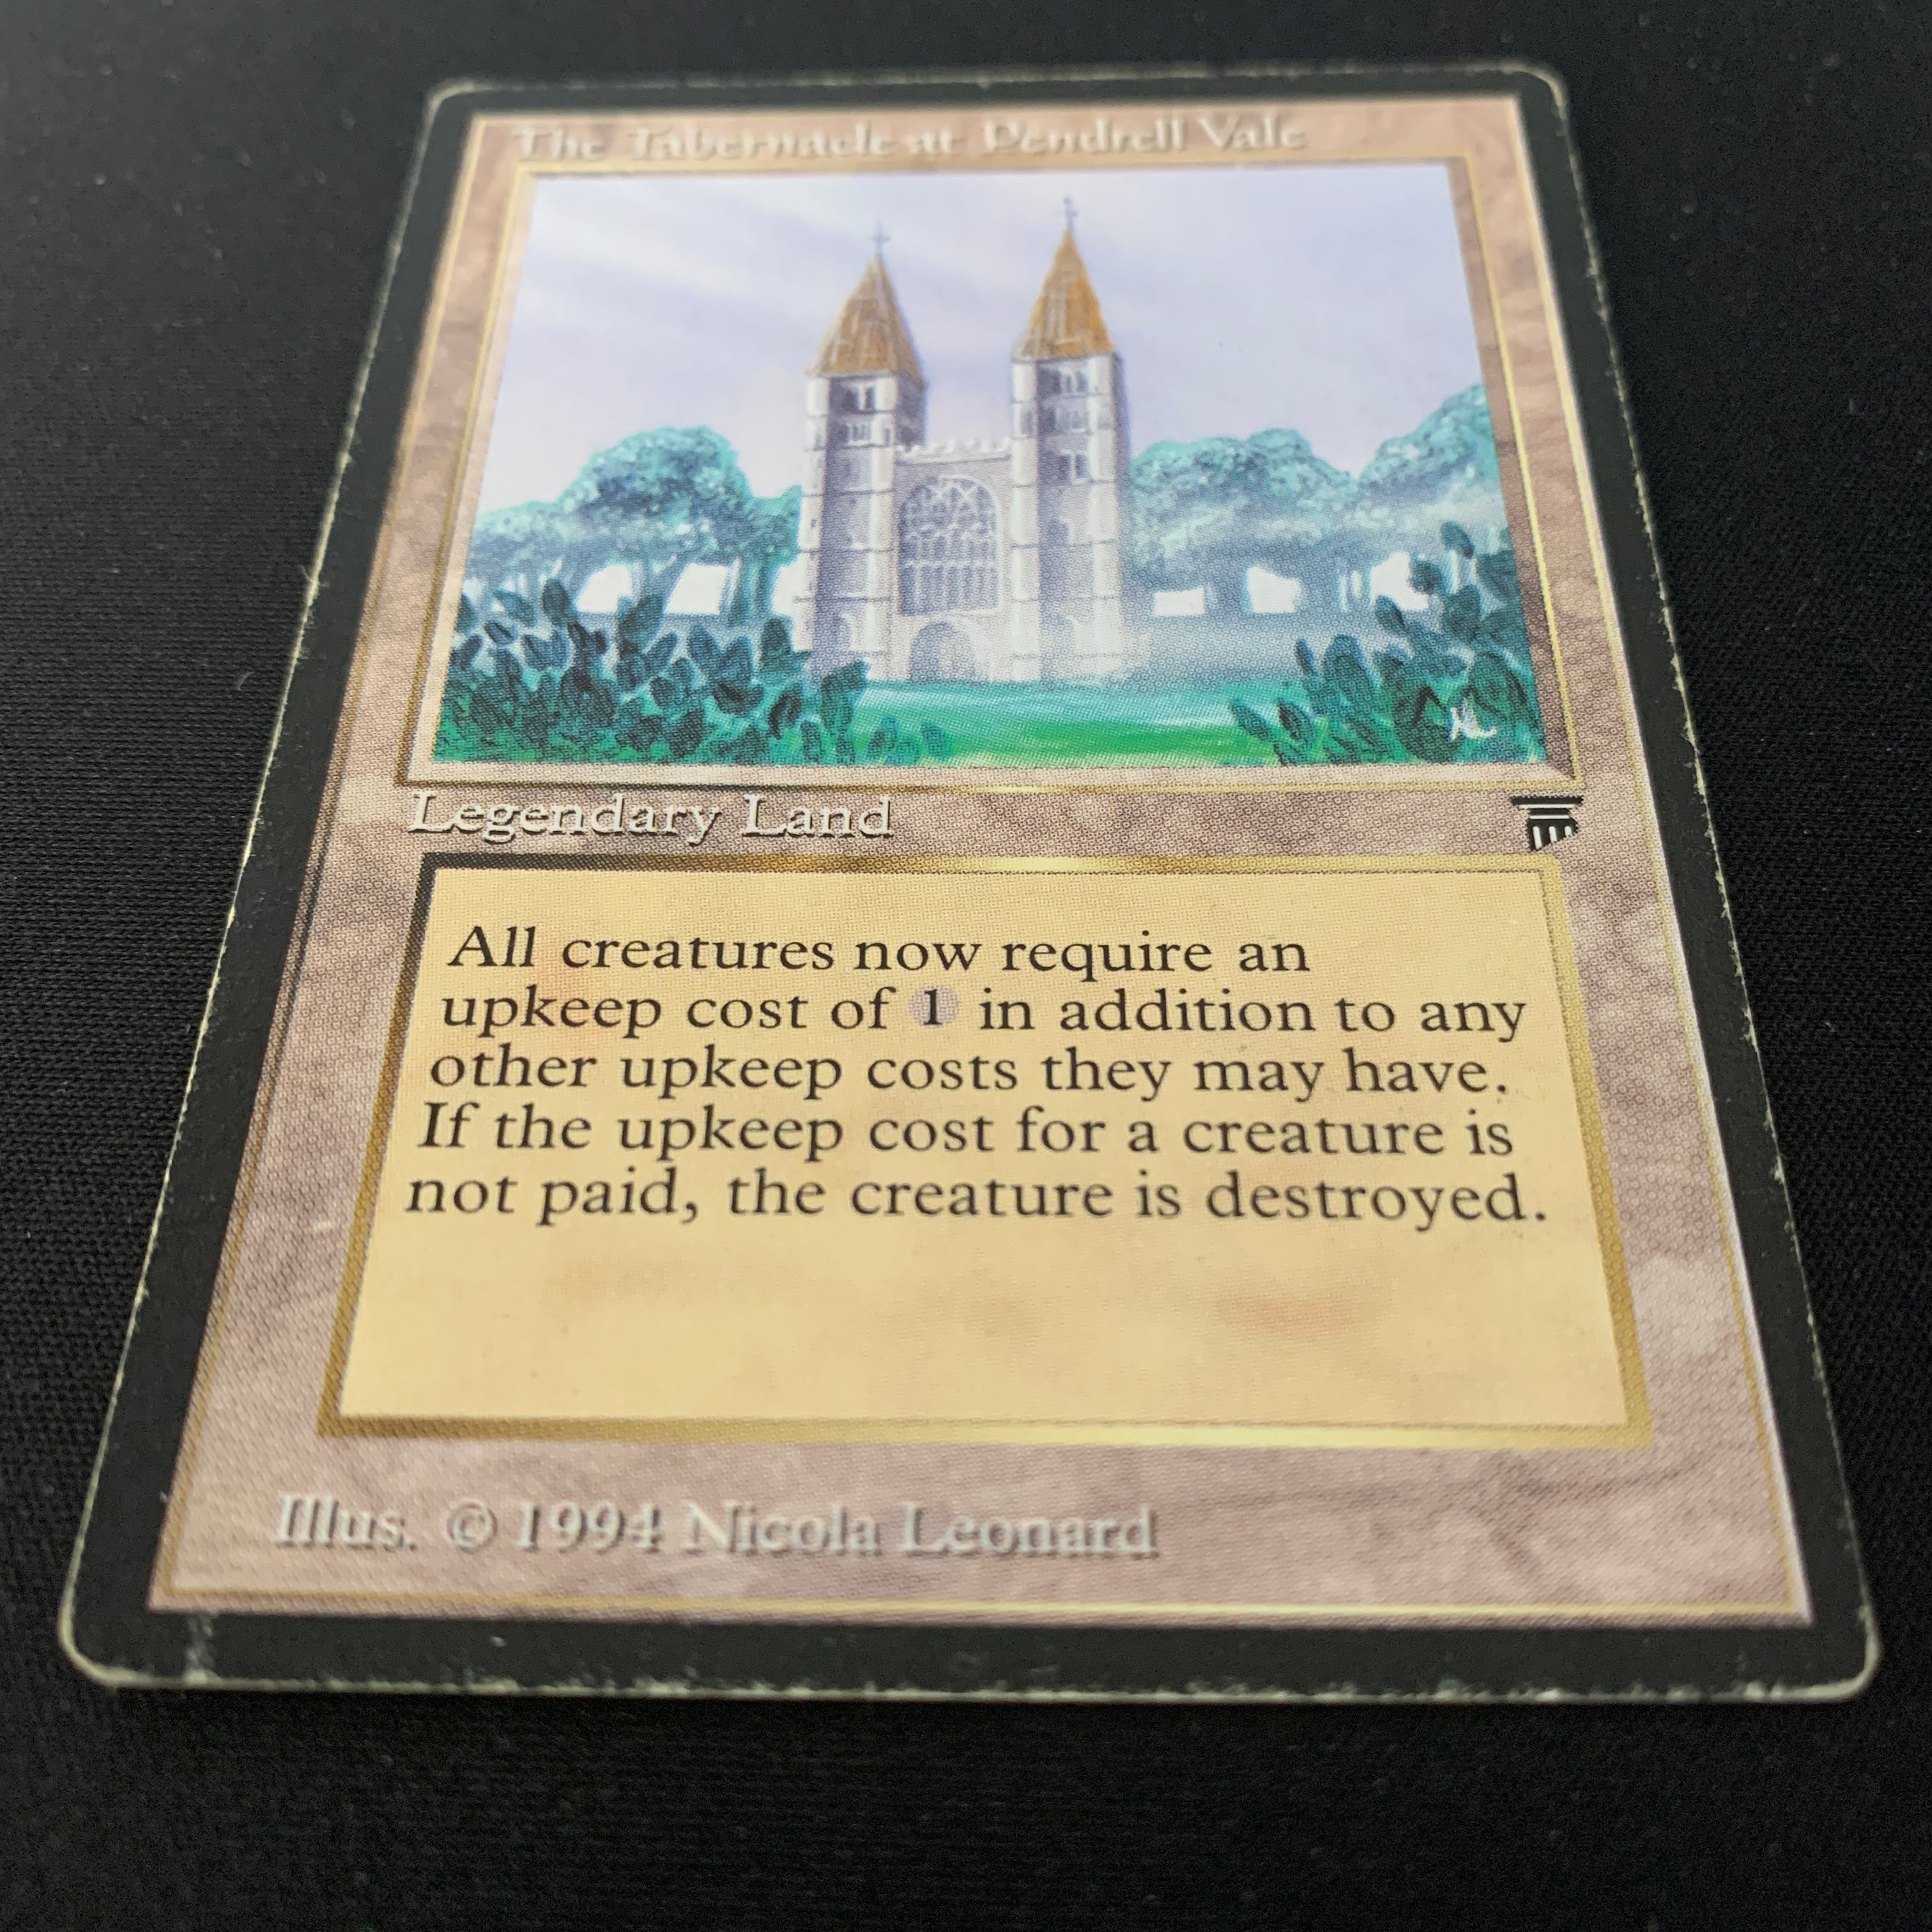 The Tabernacle at Pendrell Vale
NL
Legendary Land
All creatures now require an
upkeep cost of 1 in addition to any
other upkeep costs they may have.
If the upkeep cost for a creature is
not paid, the creature is destroyed.
Illus. © 1994 Nicola Leonard